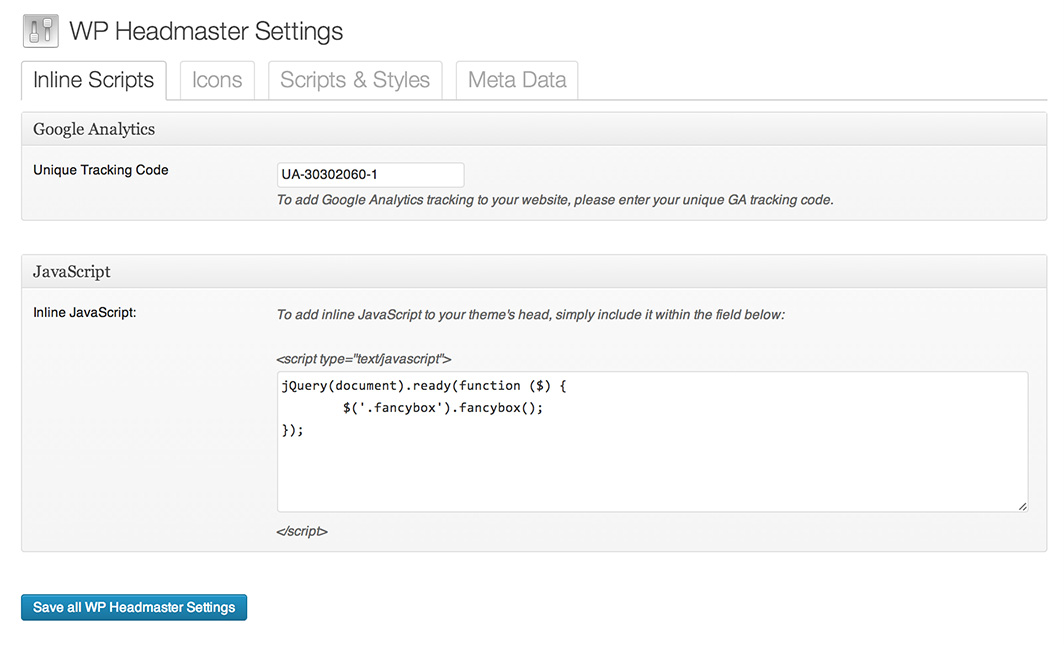 WP Headmaster Settings
Inline Scripts Icons Scripts & Styles Meta Data
Google Analytics
Unique Tracking Code UA-30302060-1
To add Google Analytics tracking to your website, please enter your unique GA tracking code.
JavaScript
Inline JavaScript: To add inline JavaScript to your theme's head, simply include it within the field below:
<script type="text/javascript">
jQuery(document).ready(function ($) {
        $('.fancybox').fancybox();
});
</script>
Save all WP Headmaster Settings